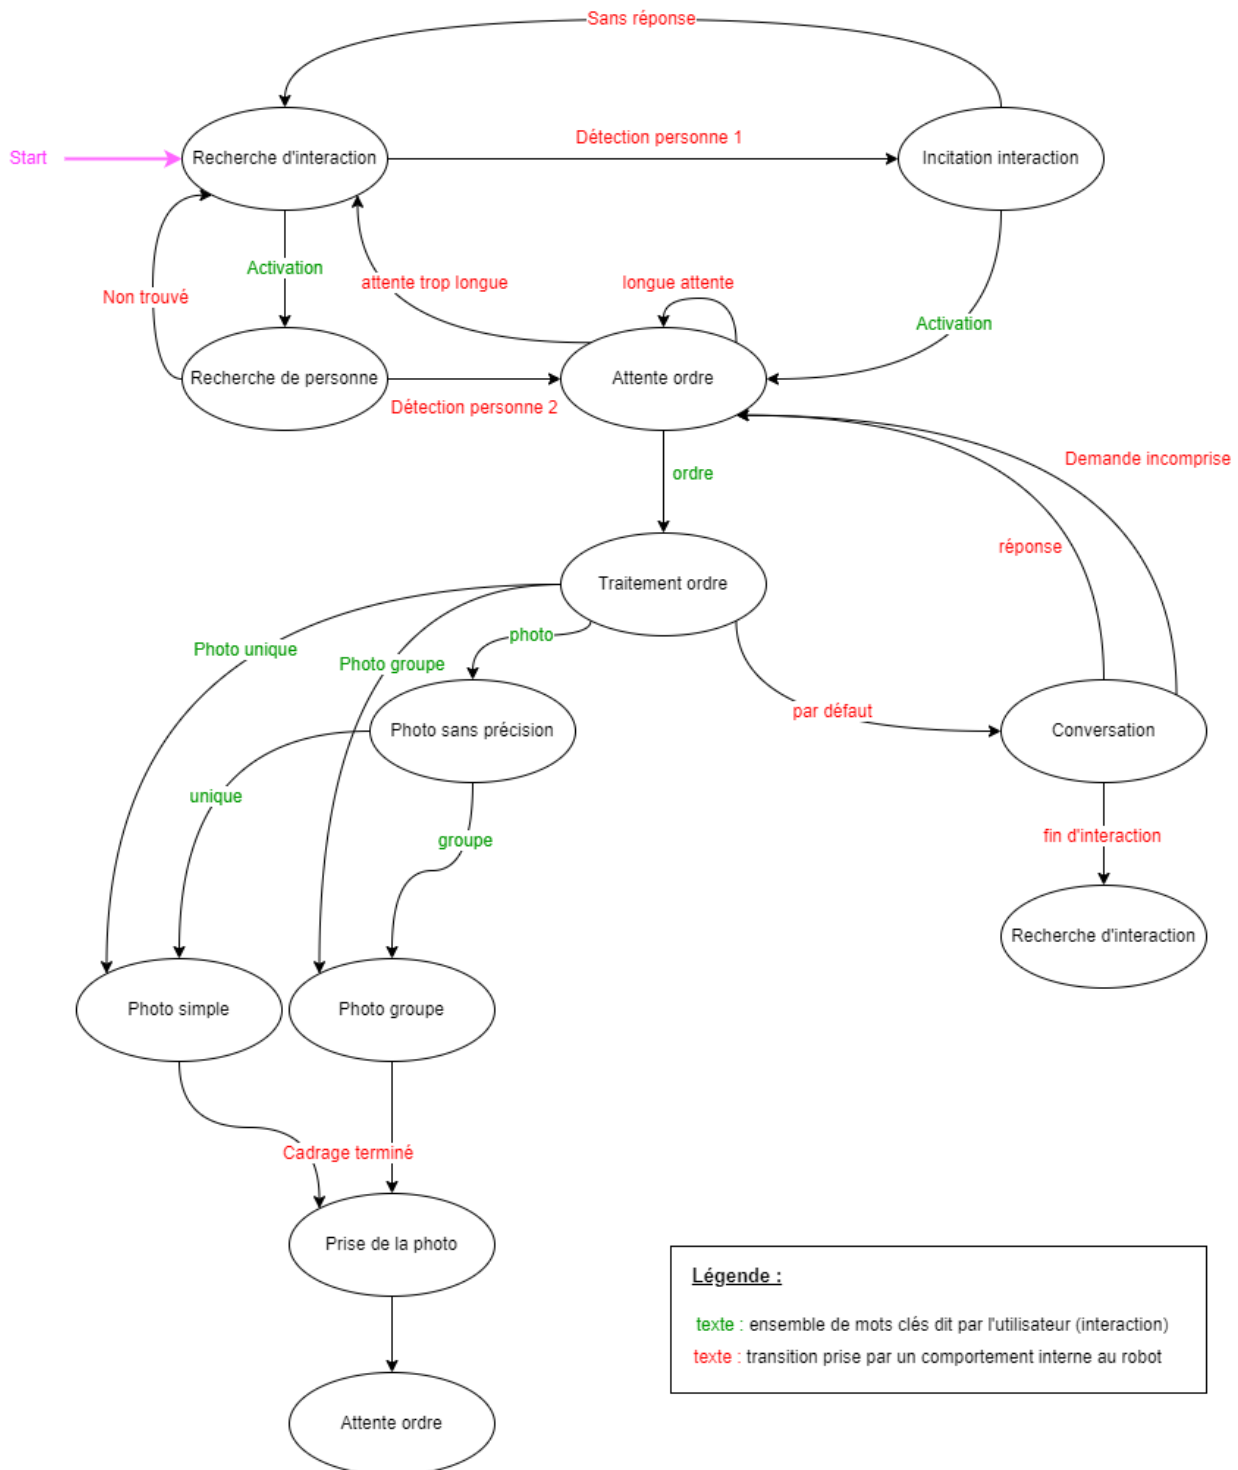 Sans réponse
Start
Recherche d'interaction
Détection personne 1
Incitation interaction
Activation
Non trouvé
attente trop longue
longue attente
Activation
Recherche de personne
Détection personne 2
Attente ordre
Demande incomprise
ordre
réponse
Traitement ordre
photo
Photo unique
Photo groupe
par défaut
Photo sans précision
Conversation
unique
groupe
fin d'interaction
Recherche d'interaction
Photo simple
Photo groupe
Cadrage terminé
Prise de la photo
Légende :
texte : ensemble de mots clés dit par l'utilisateur (interaction)
texte : transition prise par un comportement interne au robot
Attente ordre